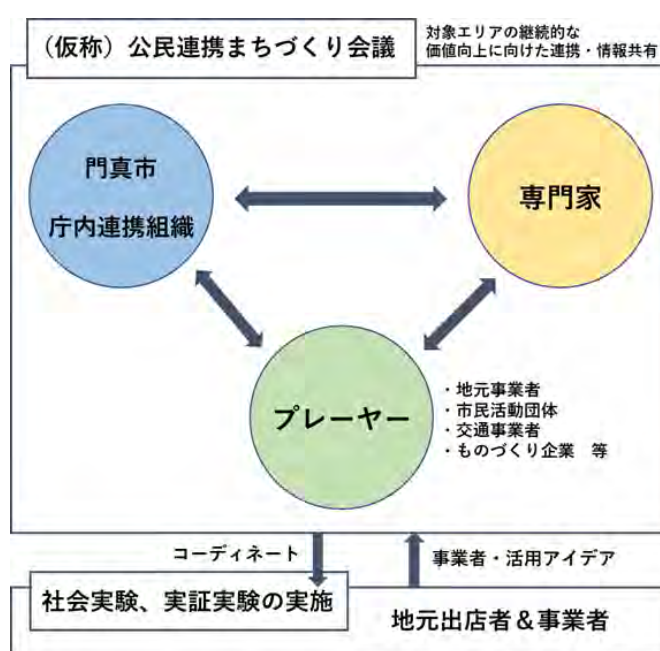 （仮称）公民連携まちづくり会議
対象エリアの継続的な
価値向上に向けた連携・情報共有
門真市
庁内連携組織
専門家
プレーヤー
・地元事業者
・市民活動団体
・交通事業者
・ものづくり企業　等
コーディネート
事業者・活用アイデア
社会実験、実証実験の実施
地元出店者＆事業者